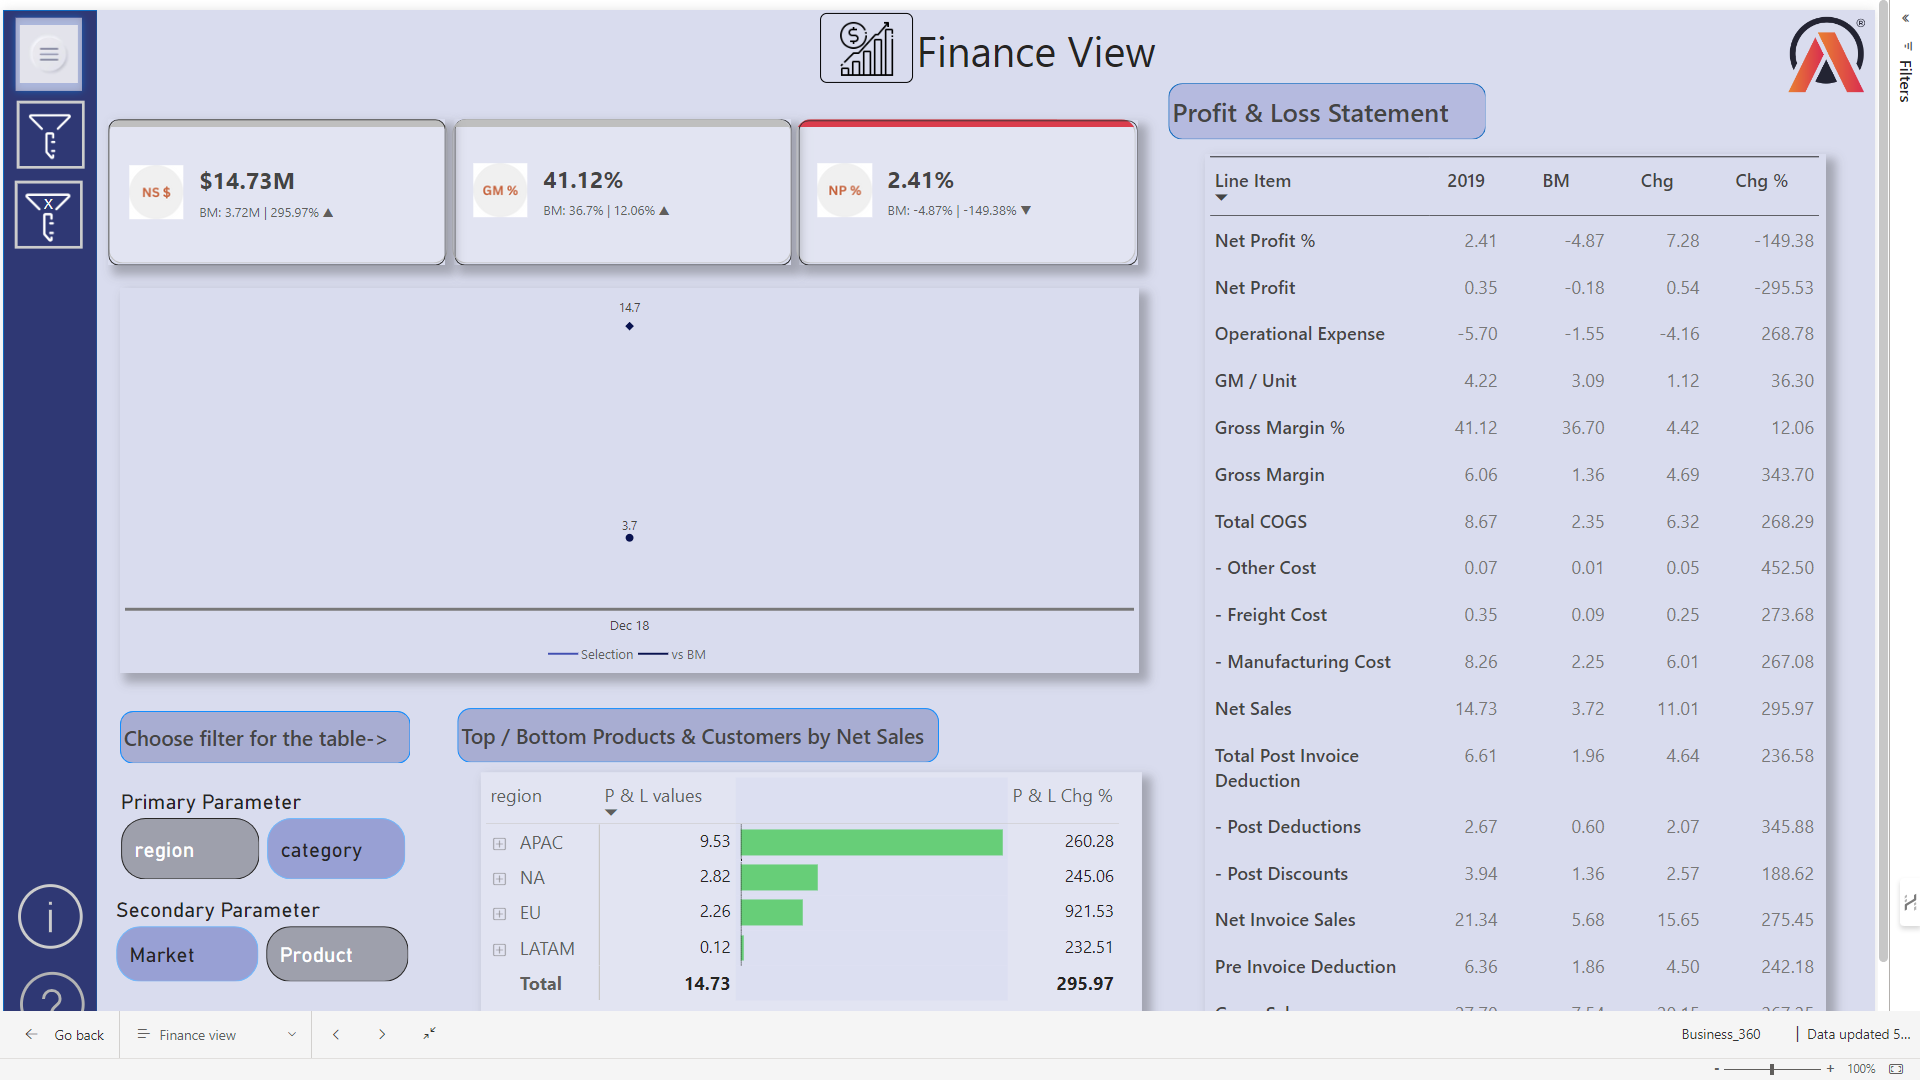 Finance View
®
«
Filters
Profit & Loss Statement
NS $
$14.73M
BM: 3.72M | 295.97% ▲
GM %
41.12%
BM: 36.7% | 12.06% ▲
NP %
2.41%
BM: -4.87% | -149.38% ▼
Line Item 2019 BM Chg Chg %
Net Profit % 2.41 -4.87 7.28 -149.38
Net Profit 0.35 -0.18 0.54 -295.53
Operational Expense -5.70 -1.55 -4.16 268.78
GM / Unit 4.22 3.09 1.12 36.30
Gross Margin % 41.12 36.70 4.42 12.06
Gross Margin 6.06 1.36 4.69 343.70
Total COGS 8.67 2.35 6.32 268.29
- Other Cost 0.07 0.01 0.05 452.50
- Freight Cost 0.35 0.09 0.25 273.68
- Manufacturing Cost 8.26 2.25 6.01 267.08
Net Sales 14.73 3.72 11.01 295.97
Total Post Invoice
Deduction 6.61 1.96 4.64 236.58
- Post Deductions 2.67 0.60 2.07 345.88
- Post Discounts 3.94 1.36 2.57 188.62
Net Invoice Sales 21.34 5.68 15.65 275.45
Pre Invoice Deduction 6.36 1.86 4.50 242.18
14.7
3.7
Dec 18
Selection vs BM
Choose filter for the table->
Primary Parameter
region category
Secondary Parameter
Market Product
Top / Bottom Products & Customers by Net Sales
region P & L values P & L Chg %
APAC 9.53 260.28
NA 2.82 245.06
EU 2.26 921.53
LATAM 0.12 232.51
Total 14.73 295.97
X
i
?
Go back
Finance view
Business_360 | Data updated 5...
- + 100%